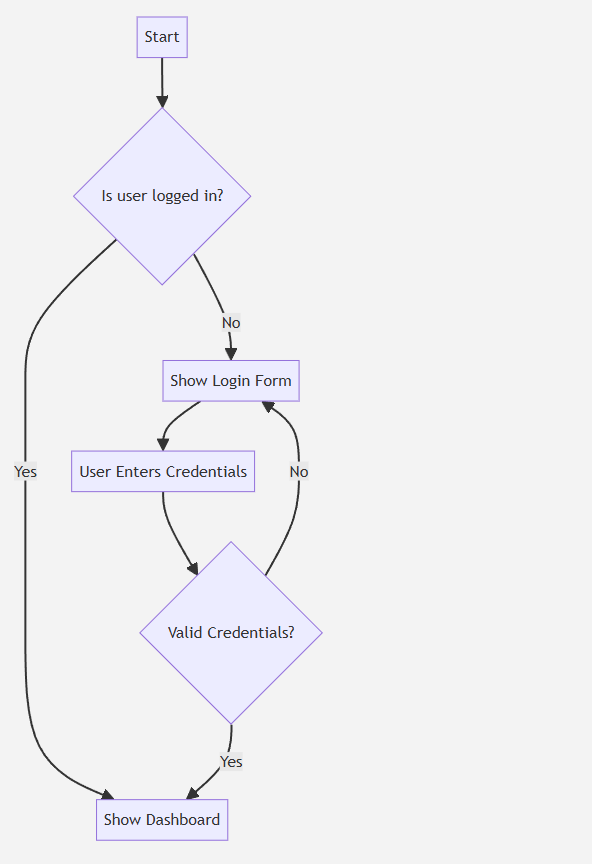 Start
Is user logged in?
No
Show Login Form
Yes
User Enters Credentials
No
Valid Credentials?
Yes
Show Dashboard